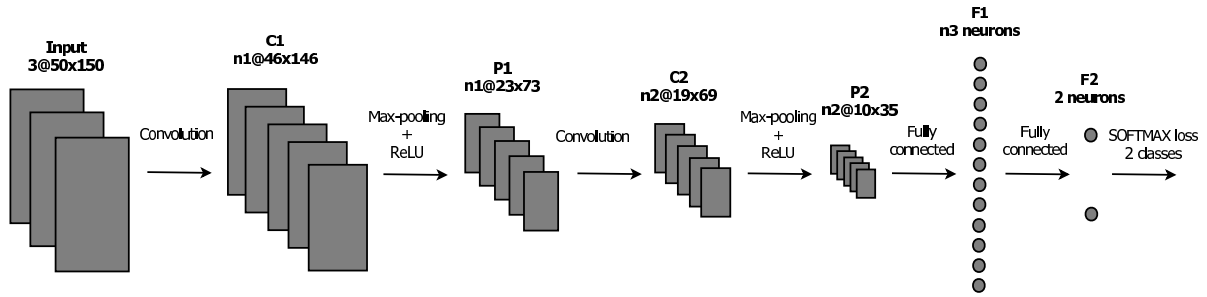 Input
3@50x150
Convolution
C1
n1@46x146
Max-pooling
+
ReLU
P1
n1@23x73
Convolution
C2
n2@19x69
Max-pooling
+
ReLU
P2
n2@10x35
Fully
connected
F1
n3 neurons
Fully
connected
F2
2 neurons
SOFTMAX loss
2 classes